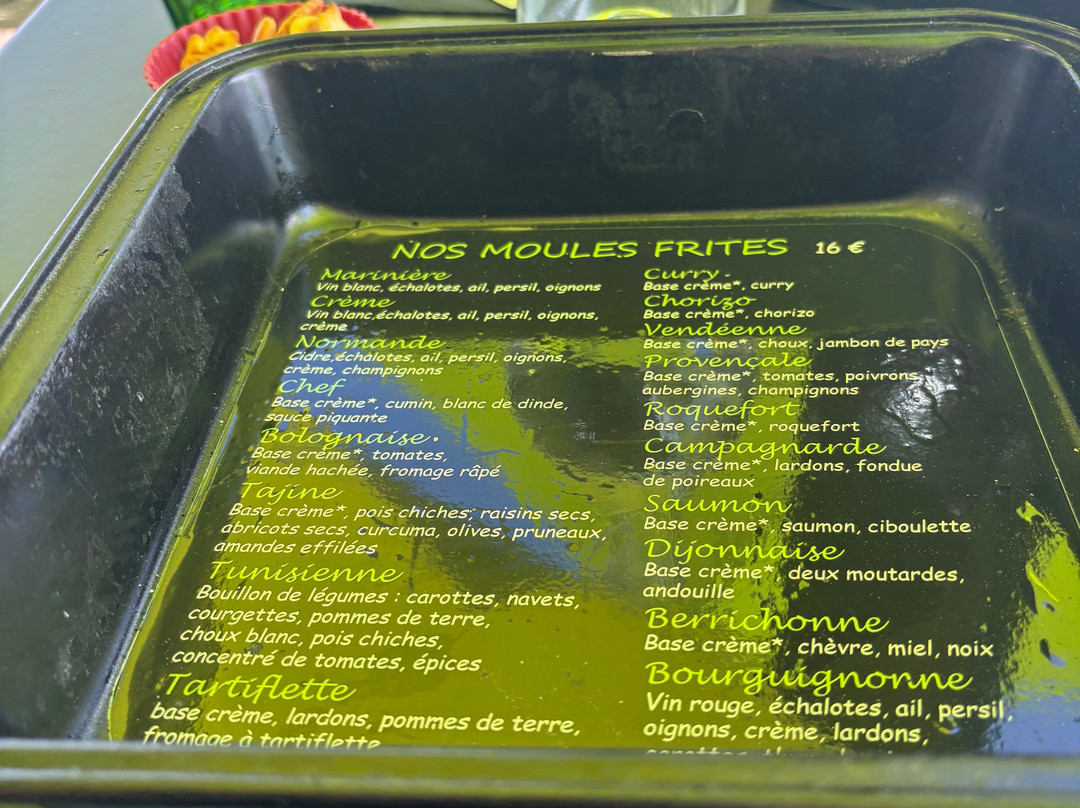 NOS MOULES FRITES 16 €
Marinière
Vin blanc, échalotes, ail, persil, oignons
Crème
Vin blanc,échalotes, ail, persil, oignons,
crème
Normande
Cidre,échalotes, ail, persil, oignons,
crème, champignons
Chef
Base crème*, cumin, blanc de dinde,
sauce piquante
Bolognaise
Base crème*, tomates,
viande hachée, fromage râpé
Tajine
Base crème*, pois chiches, raisins secs,
abricots secs, curcuma, olives, pruneaux,
amandes effilées
Tunisienne
Bouillon de légumes : carottes, navets,
courgettes, pommes de terre,
choux blanc, pois chiches,
concentré de tomates, épices
Tartiflette
base crème, lardons, pommes de terre,
fromage à tartiflette
Curry
Base crème*, curry
Chorizo
Base crème*, chorizo
Vendéenne
Base crème*, choux, jambon de pays
Provençale
Base crème*, tomates, poivrons,
aubergines, champignons
Roquefort
Base crème*, roquefort
Campagnarde
Base crème*, lardons, fondue
de poireaux
Saumon
Base crème*, saumon, ciboulette
Dijonnaise
Base crème* deux moutardes,
andouille
Berrichonne
Base crème*, chèvre, miel, noix
Bourguignonne
Vin rouge, échalotes, ail, persil,
oignons, crème, lardons,